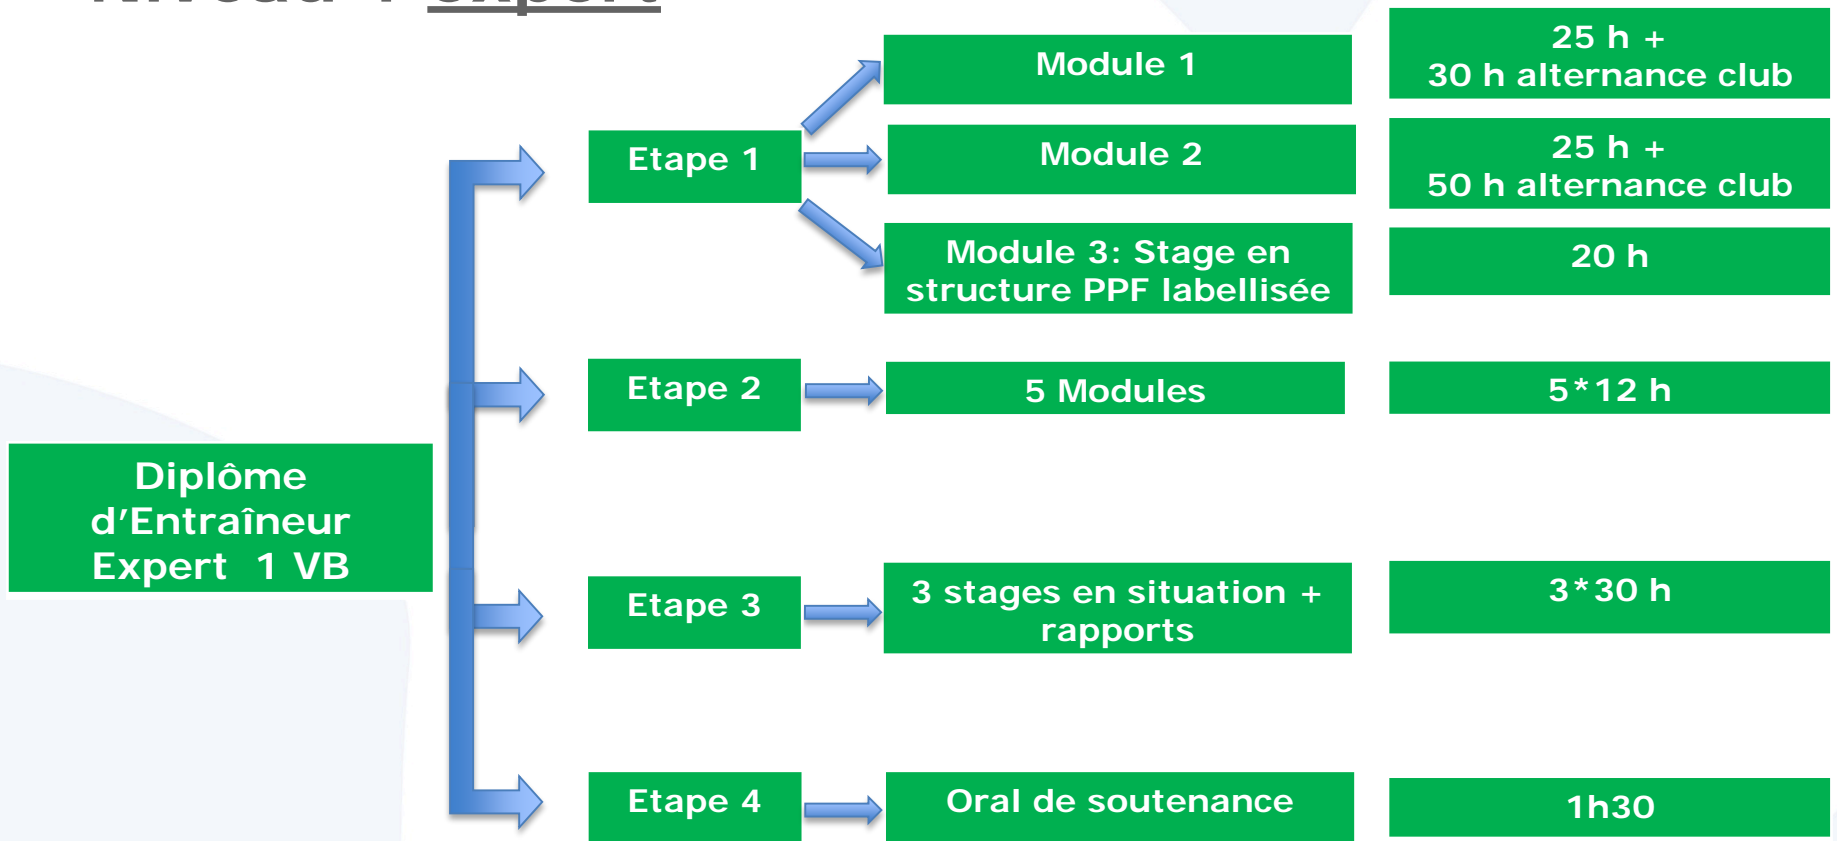 expert
Module 1
25 h +
30 h alternance club
Etape 1
Module 2
25 h +
50 h alternance club
Module 3: Stage en
structure PPF labellisée
20 h
Etape 2
5 Modules
5*12 h
Diplôme
d'Entraîneur
Expert 1 VB
Etape 3
3 stages en situation +
rapports
3*30 h
Etape 4
Oral de soutenance
1h30